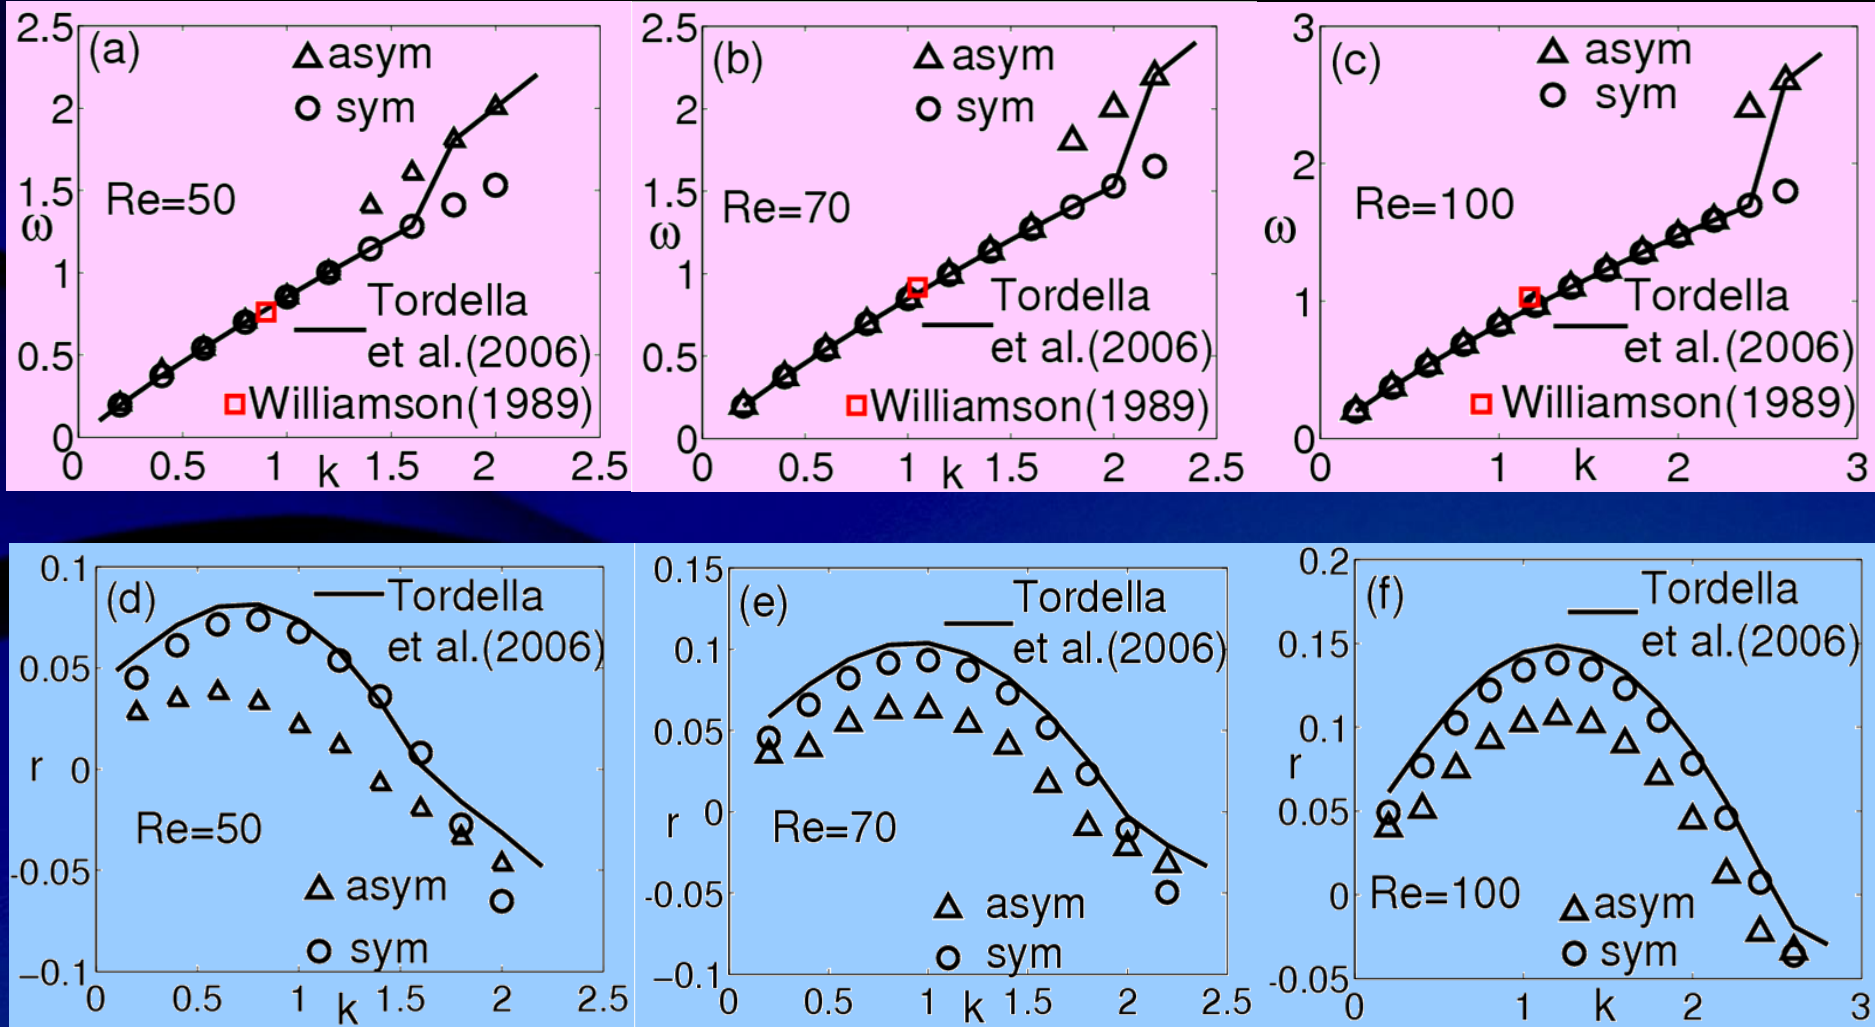 (a)
asym
sym
Re=50
Tordella
et al.(2006)
Williamson(1989)
2.5
2
1.5
ω
1
0.5
0
0 0.5 1 k 1.5 2 2.5
(b)
asym
sym
Re=70
Tordella
et al.(2006)
Williamson(1989)
2.5
2
1.5
ω
1
0.5
0
0 0.5 1 k 1.5 2 2.5
(c)
asym
sym
Re=100
Tordella
et al.(2006)
Williamson(1989)
3
2
ω
1
0
0 1 k 2 3
(d)
Tordella
et al.(2006)
Re=50
asym
sym
0.1
0.05
r 0
-0.05
−0.1
0 0.5 1 k 1.5 2 2.5
(e)
Tordella
et al.(2006)
Re=70
asym
sym
0.15
0.1
0.05
r 0
-0.05
−0.1
0 0.5 1 k 1.5 2 2.5
(f)
Tordella
et al.(2006)
Re=100
asym
sym
0.2
0.15
0.1
r
0.05
0
-0.05
0 1 k 2 3